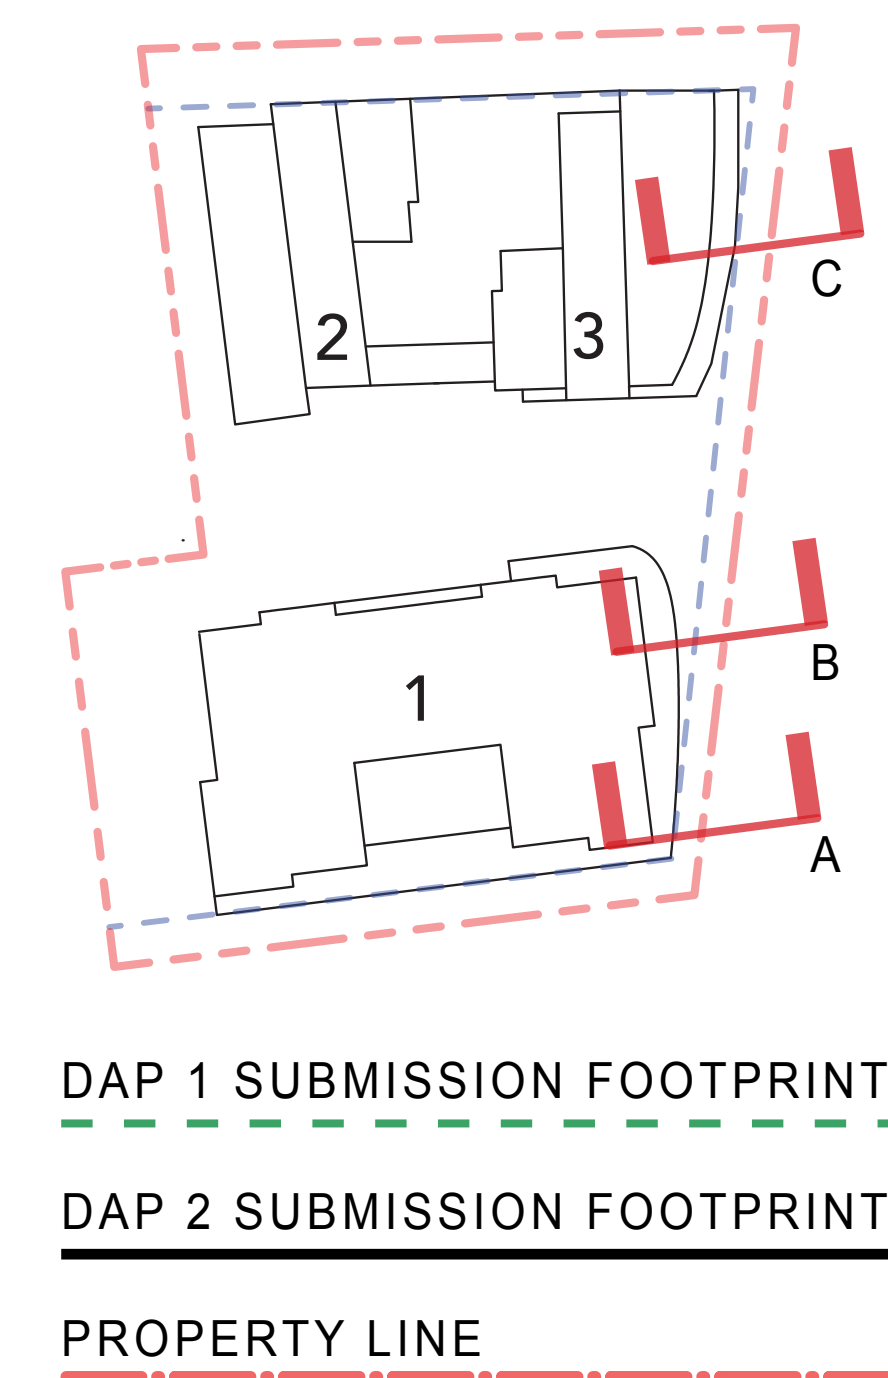 C
2
3
B
1
A
DAP 1 SUBMISSION FOOTPRINT
DAP 2 SUBMISSION FOOTPRINT
PROPERTY LINE